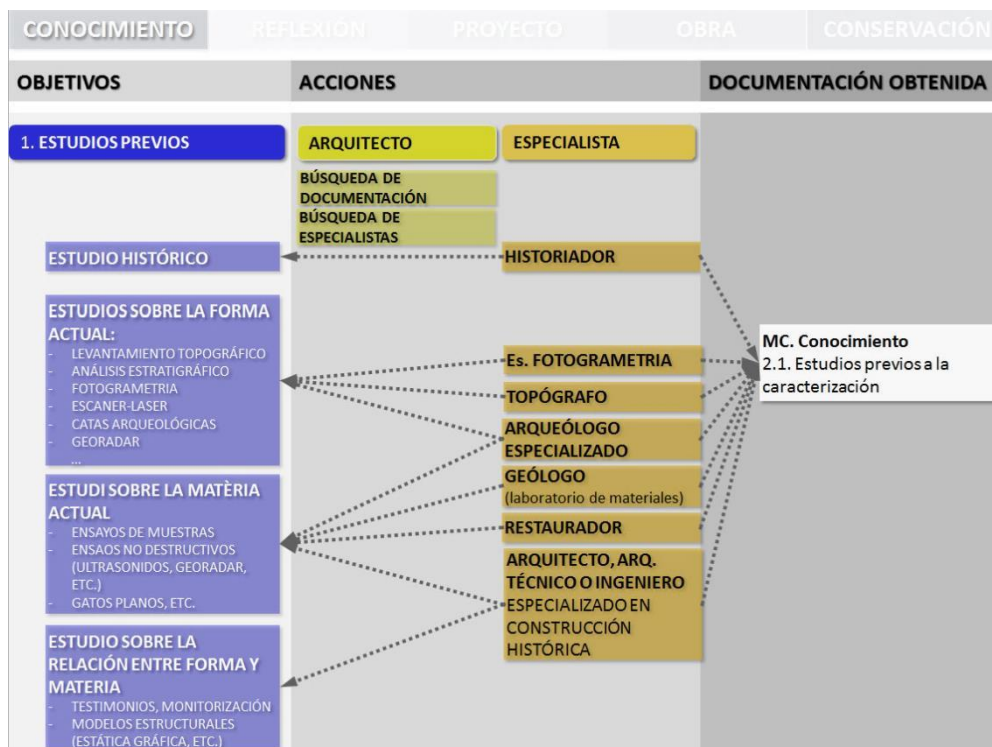 CONOCIMIENTO
REFLEXIÓN
PROYECTO
OBRA
CONSERVACIÓN
OBJETIVOS
ACCIONES
DOCUMENTACIÓN OBTENIDA
1. ESTUDIOS PREVIOS
ARQUITECTO
ESPECIALISTA
BÚSQUEDA DE
DOCUMENTACIÓN
BÚSQUEDA DE
ESPECIALISTAS
ESTUDIO HISTÓRICO
HISTORIADOR
ESTUDIOS SOBRE LA FORMA
ACTUAL:
- LEVANTAMIENTO TOPOGRÁFICO
- ANÁLISIS ESTRATIGRÁFICO
- FOTOGRAMETRIA
- ESCANER-LASER
- CATAS ARQUEOLÓGICAS
- GEORADAR
...
Es. FOTOGRAMETRIA
TOPÓGRAFO
ARQUEÓLOGO
ESPECIALIZADO
GEÓLOGO
(laboratorio de materiales)
RESTAURADOR
ARQUITECTO, ARQ.
TÉCNICO O INGENIERO
ESPECIALIZADO EN
CONSTRUCCIÓN
HISTÓRICA
MC. Conocimiento
2.1. Estudios previos a la
caracterización
ESTUDI SOBRE LA MATÈRIA
ACTUAL
- ENSAYOS DE MUESTRAS
- ENSAOS NO DESTRUCTIVOS
(ULTRASONIDOS, GEORADAR,
ETC.)
- GATOS PLANOS, ETC.
ESTUDIO SOBRE LA
RELACIÓN ENTRE FORMA Y
MATERIA
- TESTIMONIOS, MONITORIZACIÓN
- MODELOS ESTRUCTURALES
(ESTÁTICA GRÁFICA, ETC.)